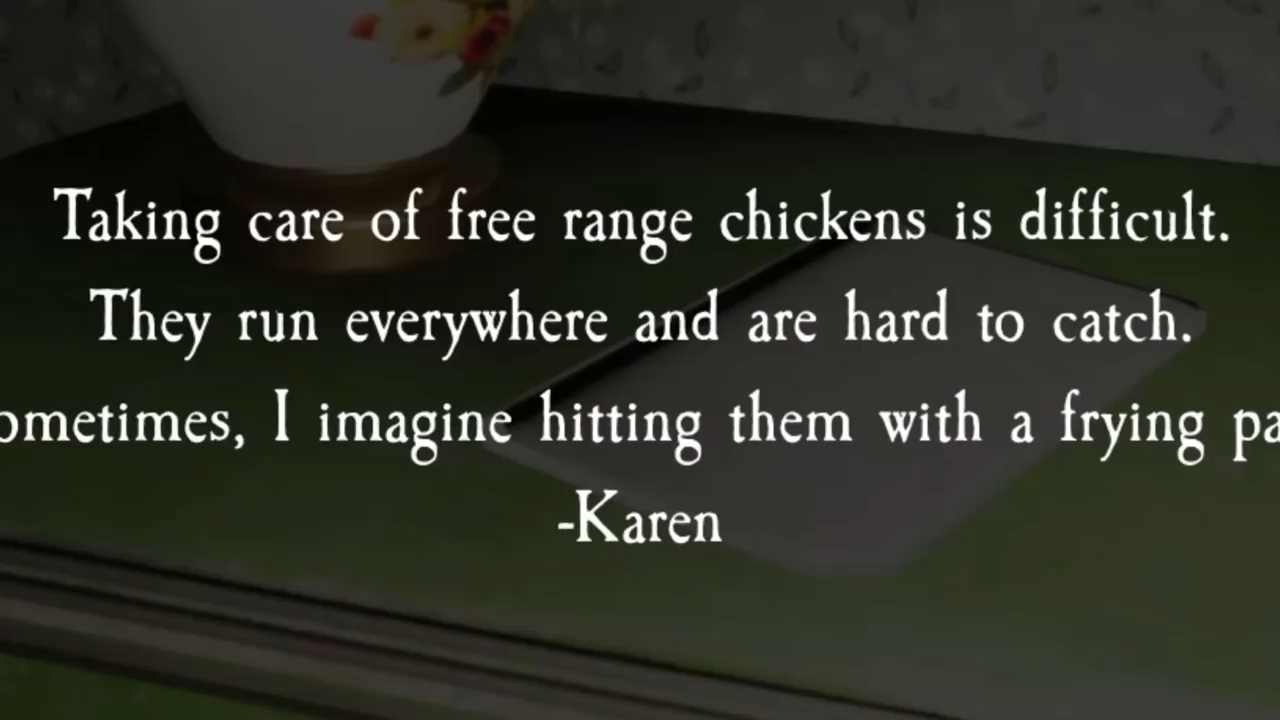 Taking care of free range chickens is difficult.
They run everywhere and are hard to catch.
ometimes, I imagine hitting them with a frying pa
-Karen